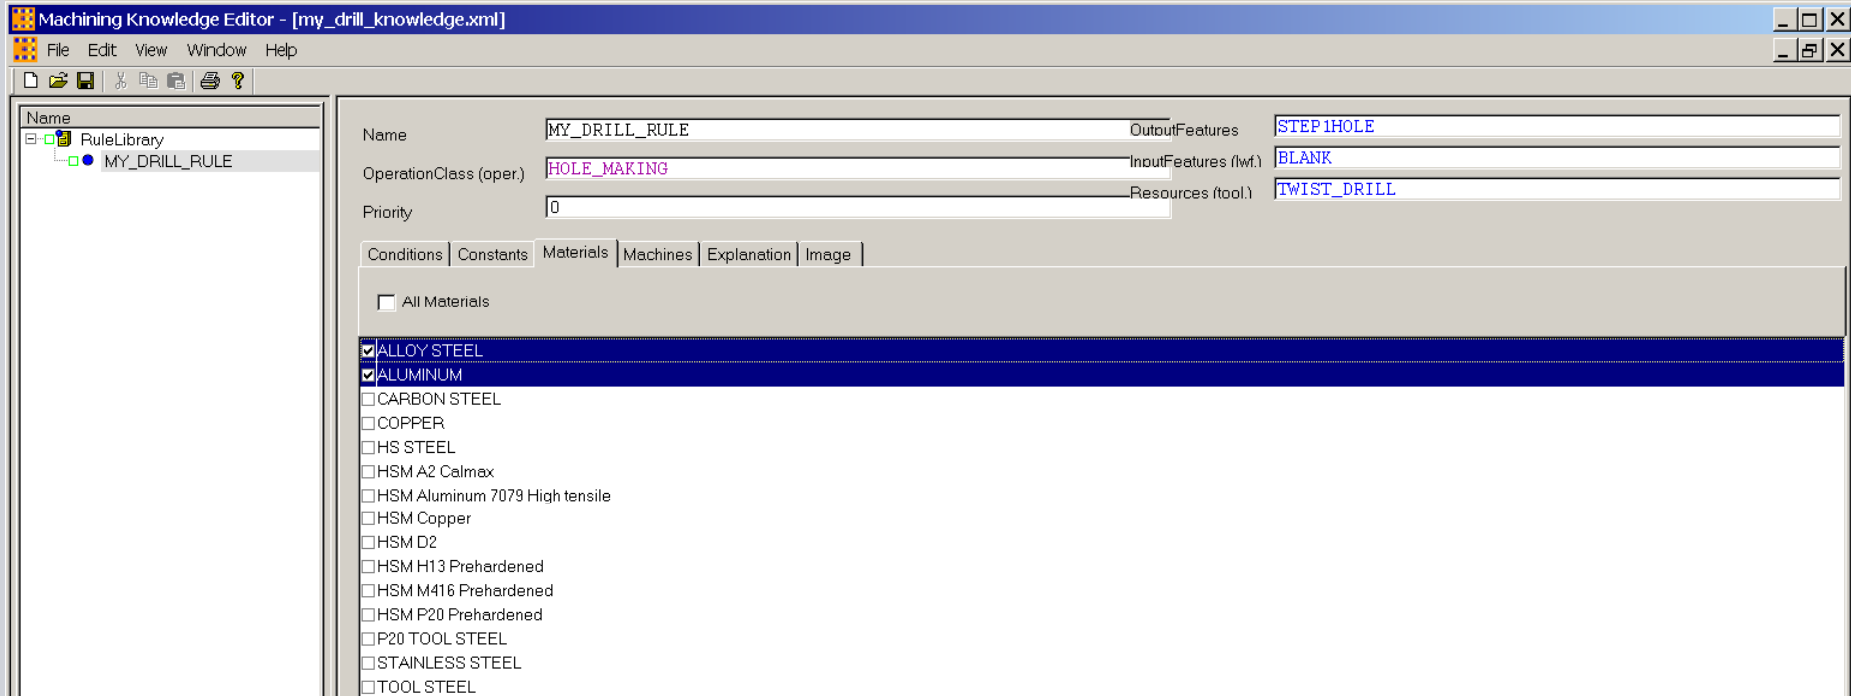 Machining Knowledge Editor - [my_drill_knowledge.xml]
File Edit View Window Help
Name
RuleLibrary
MY_DRILL_RULE
Name MY_DRILL_RULE
OperationClass (oper.) HOLE_MAKING
Priority 0
OutputFeatures STEP1HOLE
InputFeatures (lwf.) BLANK
Resources (tool.) TWIST_DRILL
Conditions Constants Materials Machines Explanation Image
All Materials
ALLOY STEEL
ALUMINUM
CARBON STEEL
COPPER
HS STEEL
HSM A2 Calmax
HSM Aluminum 7079 High tensile
HSM Copper
HSM D2
HSM H13 Prehardened
HSM M416 Prehardened
HSM P20 Prehardened
P20 TOOL STEEL
STAINLESS STEEL
TOOL STEEL